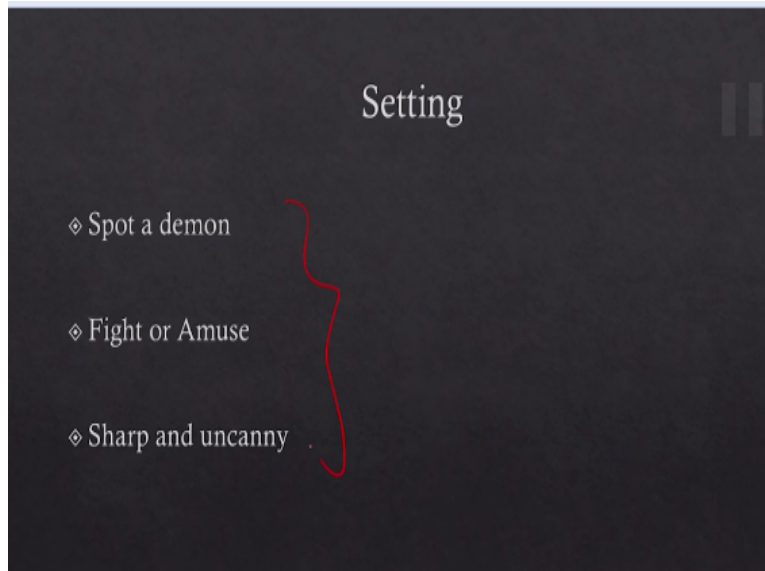 Setting
Spot a demon
Fight or Amuse
Sharp and uncanny